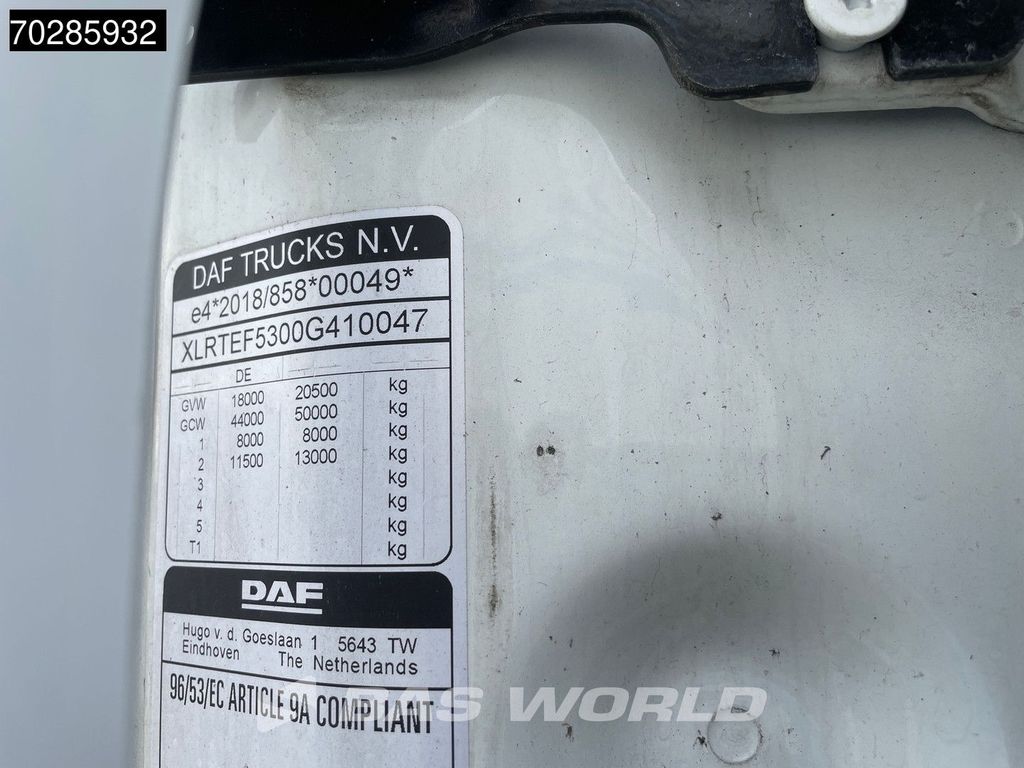 70285932
DAF TRUCKS N.V.
e4*2018/858*00049*
XLRTEF5300G410047
DE
GVW 18000 20500 kg
GCW 44000 50000 kg
1 8000 8000 kg
2 11500 13000 kg
3 kg
4 kg
5 kg
T1 kg
DAF
Hugo v. d. Goeslaan 1 5643 TW
Eindhoven The Netherlands
96/53/EC ARTICLE 9A COMPLIANT
BAS WORLD